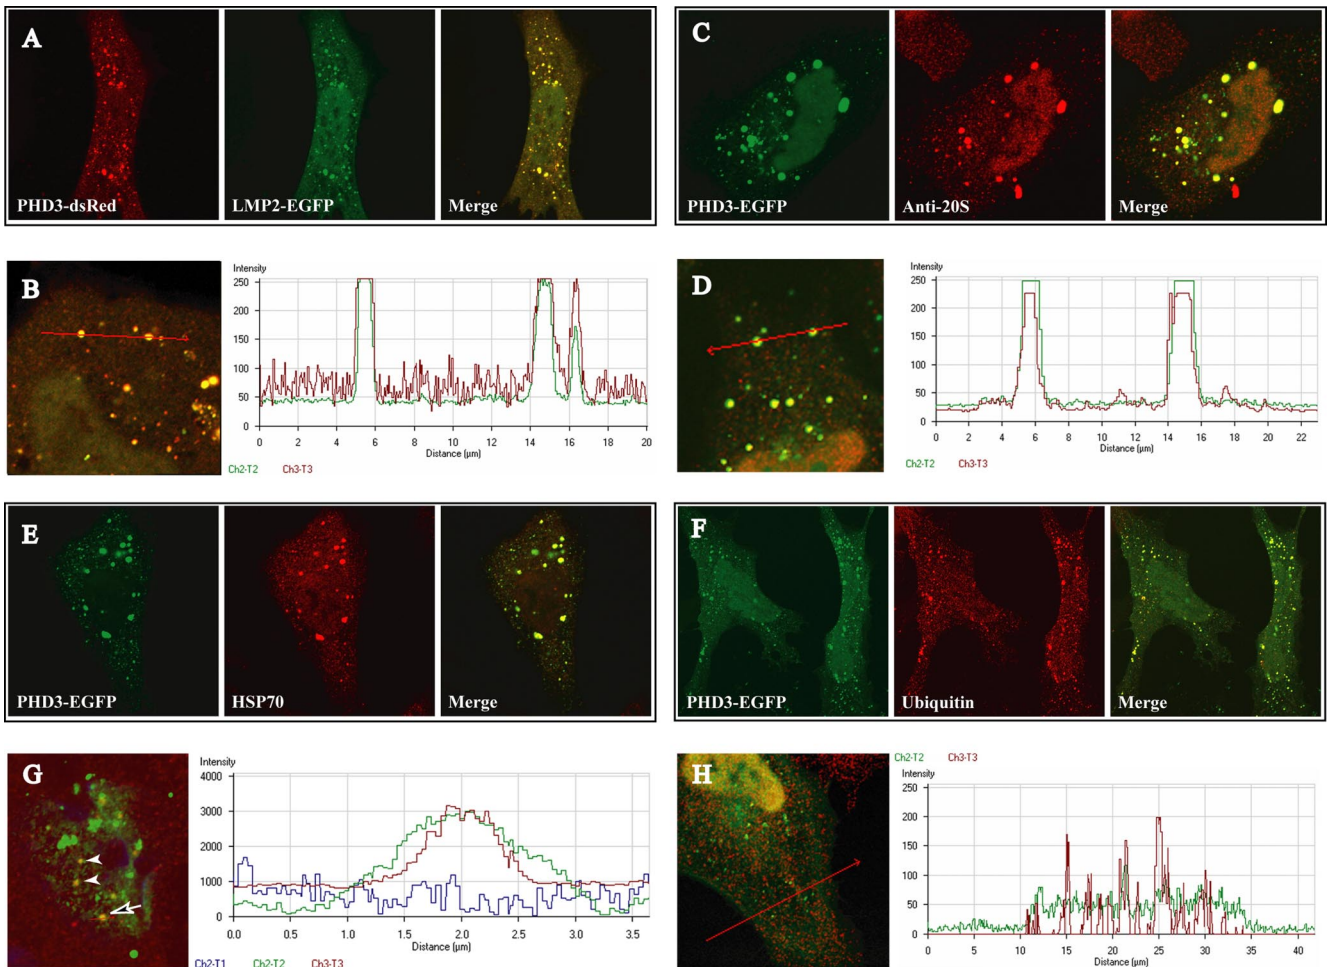 A
PHD3-dsRed
LMP2-EGFP
Merge
C
PHD3-EGFP
Anti-20S
Merge
B
Intensity
250
200
150
100
50
0
0 2 4 6 8 10 12 14 16 18 20
Distance (µm)
Ch2-T2 Ch3-T3
D
Intensity
250
200
150
100
50
0
0 2 4 6 8 10 12 14 16 18 20 22
Distance (µm)
Ch2-T2 Ch3-T3
E
PHD3-EGFP
HSP70
Merge
F
PHD3-EGFP
Ubiquitin
Merge
G
Intensity
4000
3000
2000
1000
0
0.0 0.5 1.0 1.5 2.0 2.5 3.0 3.5
Distance (µm)
Ch2-T1 Ch2-T2 Ch3-T3
H
Ch2-T2 Ch3-T3
Intensity
250
200
150
100
50
0
0 5 10 15 20 25 30 35 40
Distance (µm)